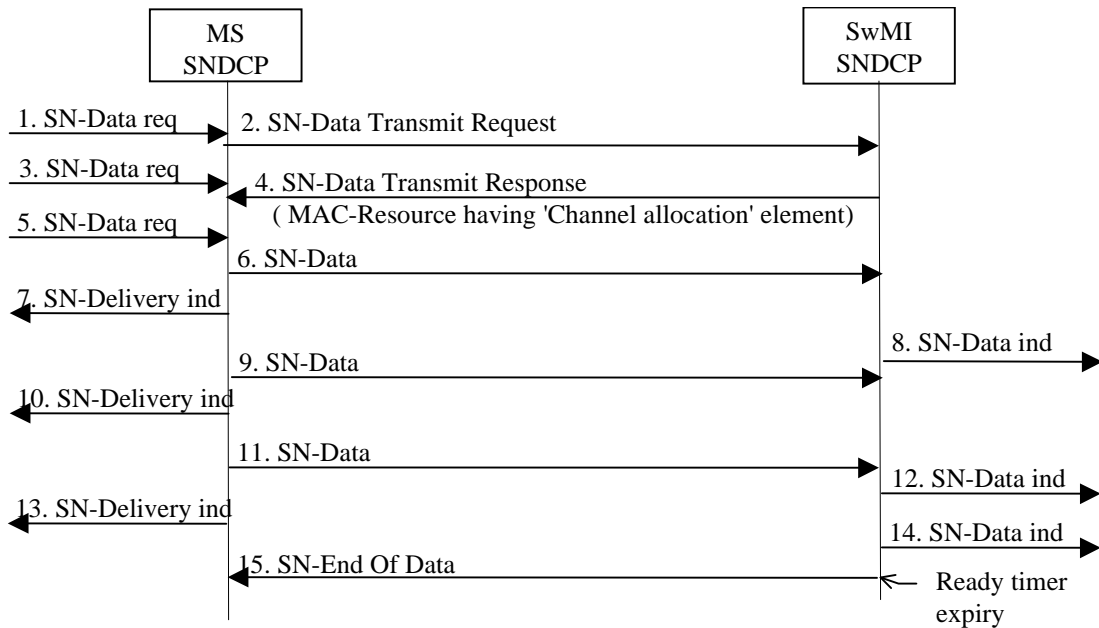 MS
SNDCP
SwMI
SNDCP
1. SN-Data req
2. SN-Data Transmit Request
3. SN-Data req
4. SN-Data Transmit Response
( MAC-Resource having 'Channel allocation' element)
5. SN-Data req
6. SN-Data
7. SN-Delivery ind
8. SN-Data ind
9. SN-Data
10. SN-Delivery ind
11. SN-Data
12. SN-Data ind
13. SN-Delivery ind
14. SN-Data ind
15. SN-End Of Data
Ready timer
expiry